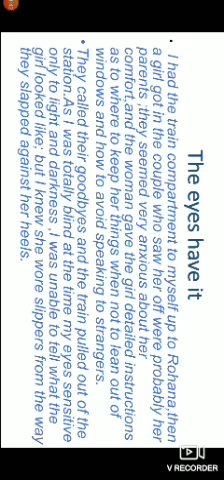 The eyes have it
• I had the train compartment to myself up to Rohana,then
a girl got in the couple who saw her off were probably her
parents ;they seemed very anxious about her
comfort,and the woman gave the girl detailed instructions
as to where to keep her things when not to lean out of
windows and how to avoid speaking to strangers.
• They called their goodbyes and the train pulled out of the
station.As I was totally blind at the time my eyes sensitive
only to light and darkness ,I was unable to tell what the
girl looked like; but I knew she wore slippers from the way
they slapped against her heels.
V RECORDER